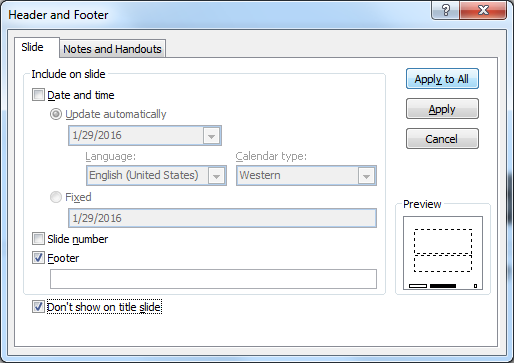 Header and Footer
Slide
Notes and Handouts
Include on slide
Date and time
Update automatically
1/29/2016
Language:
Calendar type:
English (United States)
Western
Fixed
1/29/2016
Slide number
Footer
Don't show on title slide
Apply to All
Apply
Cancel
Preview